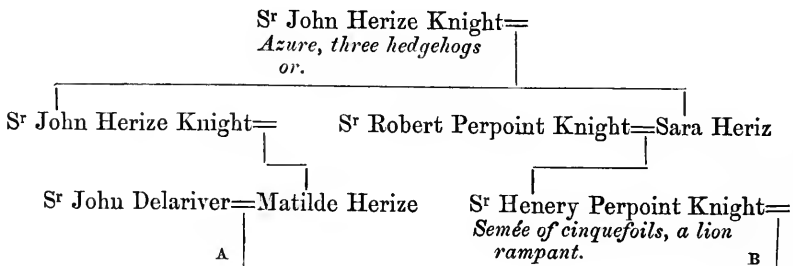 Sʳ John Herize Knight=
Azure, three hedgehogs
or.
Sʳ John Herize Knight= Sʳ Robert Perpoint Knight=Sara Heriz
Sʳ John Delariver=Matilde Herize Sʳ Henery Perpoint Knight=
Semée of cinquefoils, a lion
rampant.
A B